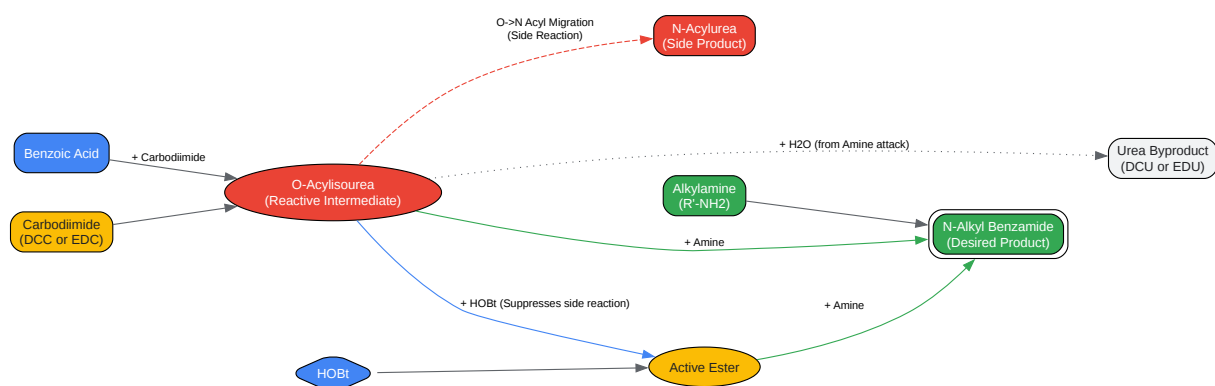 O->N Acyl Migration
(Side Reaction)
N-Acylurea
(Side Product)
Benzoic Acid
+ Carbodiimide
+ H2O (from Amine attack)
Urea Byproduct
(DCU or EDU)
O-Acylisourea
(Reactive Intermediate)
Alkylamine
(R'-NH2)
Carbodiimide
(DCC or EDC)
+ Amine
N-Alkyl Benzamide
(Desired Product)
+ HOBt (Suppresses side reaction)
+ Amine
HOBt
Active Ester